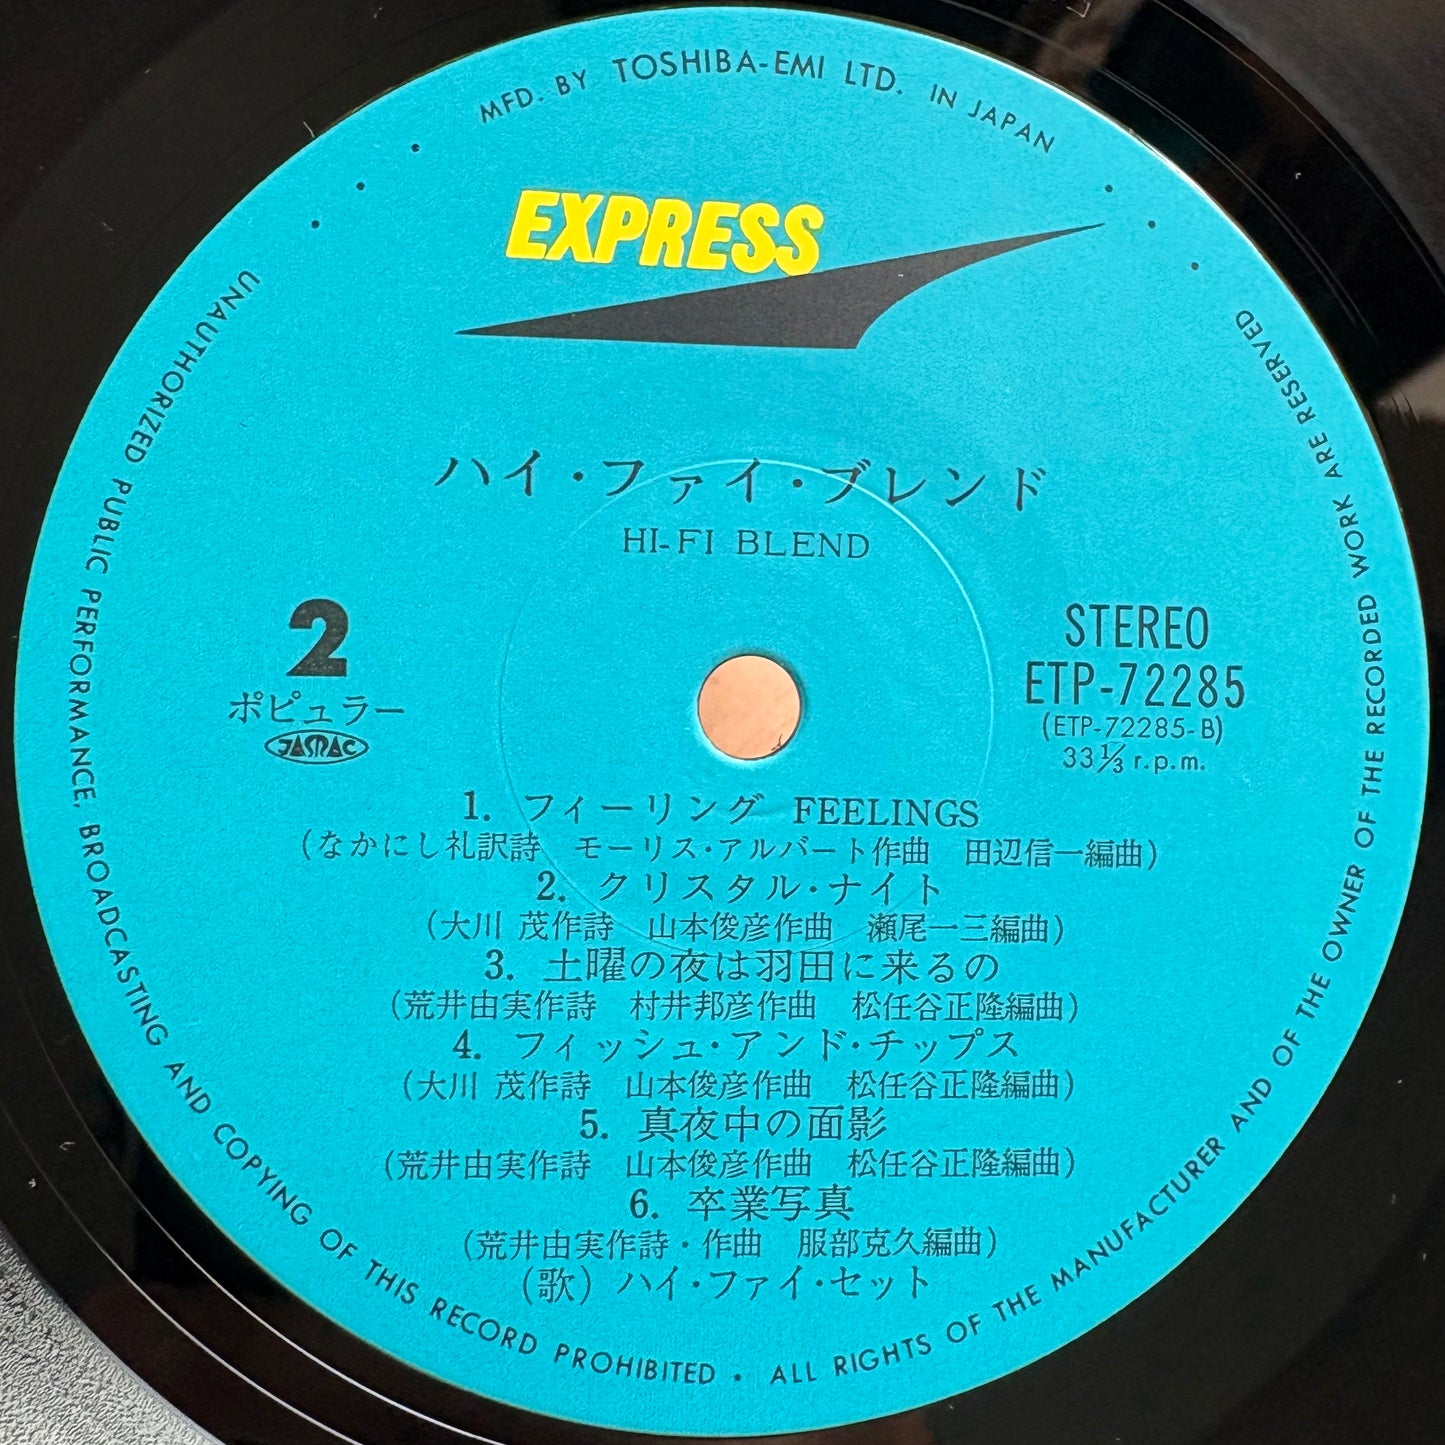 MFD. BY TOSHIBA-EMI LTD. IN JAPAN
EXPRESS
ハイ・ファイ・ブレンド
HI-FI BLEND
2
ポピュラー
JASRAC
STEREO
ETP-72285
(ETP-72285-B)
33 1/3 r.p.m.
1. フィーリング FEELINGS
(なかにし礼訳詩 モーリス・アルバート作曲 田辺信一編曲)
2. クリスタル・ナイト
(大川 茂作詩 山本俊彦作曲 瀬尾一三編曲)
3. 土曜の夜は羽田に来るの
(荒井由実作詩 村井邦彦作曲 松任谷正隆編曲)
4. フィッシュ・アンド・チップス
(大川 茂作詩 山本俊彦作曲 松任谷正隆編曲)
5. 真夜中の面影
(荒井由実作詩 山本俊彦作曲 松任谷正隆編曲)
6. 卒業写真
(荒井由実作詩・作曲 服部克久編曲)
(歌) ハイ・ファイ・セット
UNAUTHORIZED PUBLIC PERFORMANCE, BROADCASTING AND COPYING OF THIS RECORD PROHIBITED • ALL RIGHTS OF THE MANUFACTURER AND OF THE OWNER OF THE RECORDED WORK ARE RESERVED